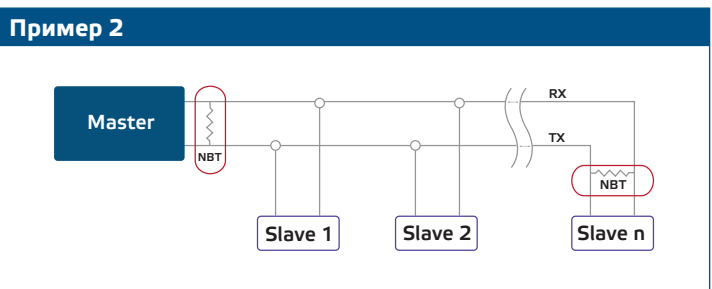 Пример 2
Master
NBT
RX
TX
NBT
Slave 1
Slave 2
Slave n